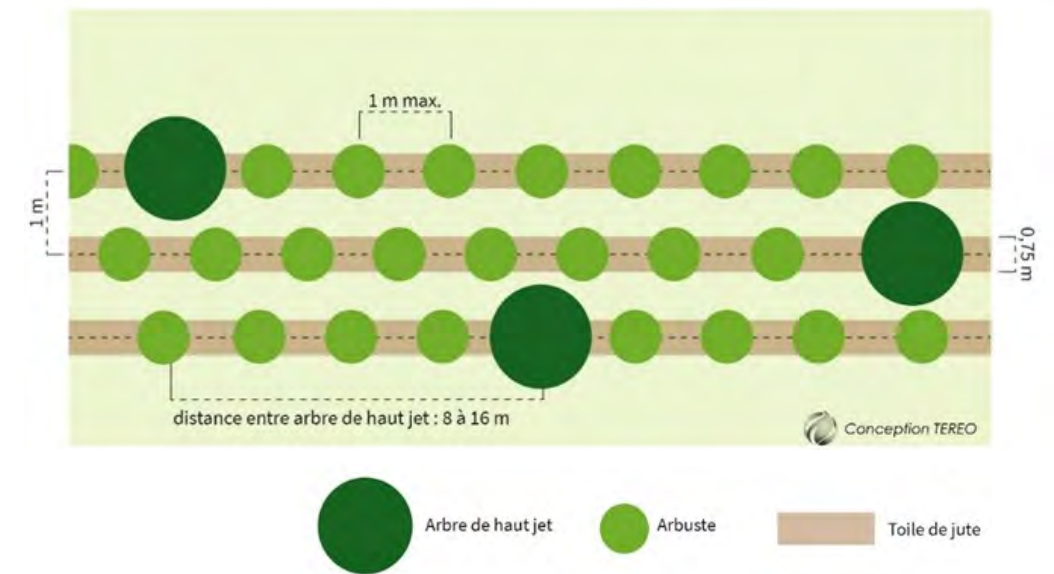 1 m max.
1 m
0,75 m
distance entre arbre de haut jet : 8 à 16 m
Conception TEREO
Arbre de haut jet
Arbuste
Toile de jute